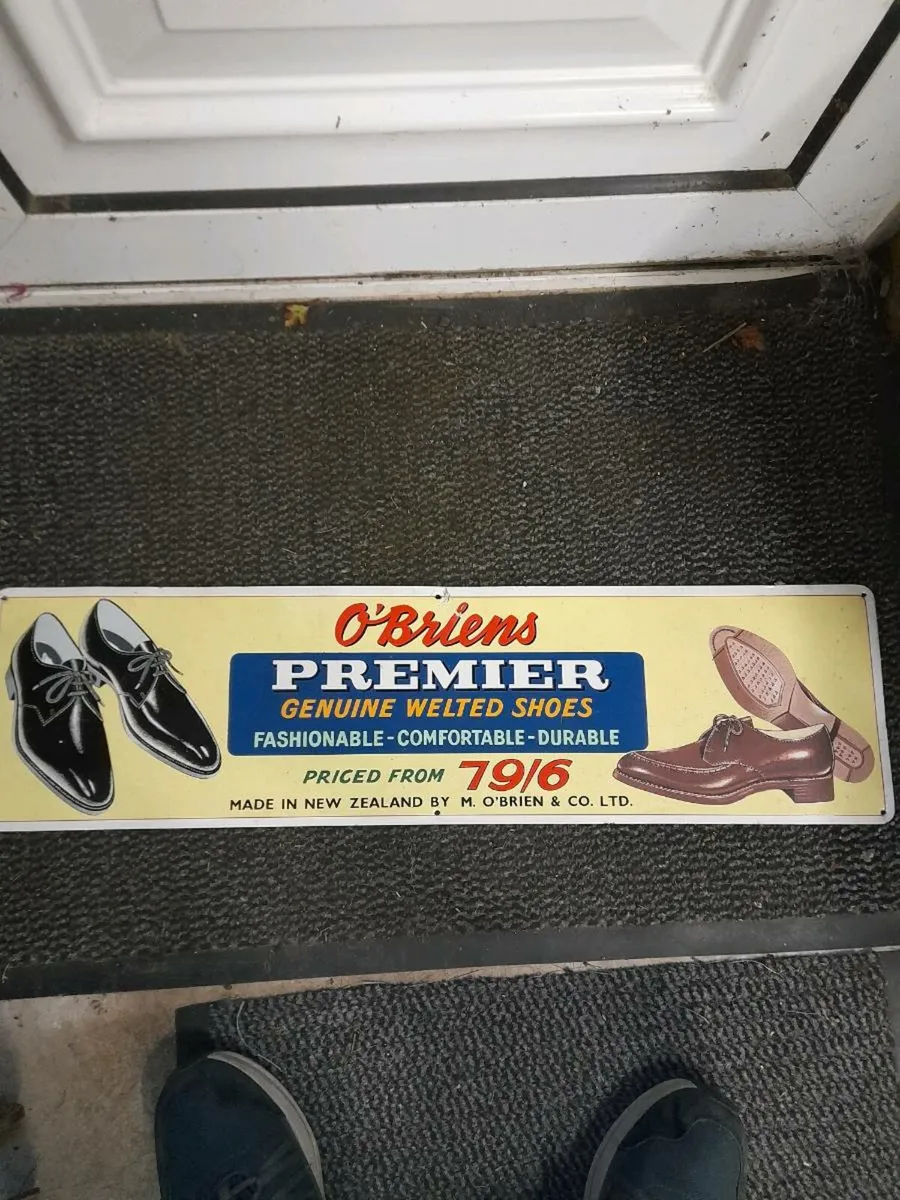 O'Briens
PREMIER
GENUINE WELTED SHOES
FASHIONABLE-COMFORTABLE-DURABLE
PRICED FROM 79/6
MADE IN NEW ZEALAND BY M. O'BRIEN & CO. LTD.